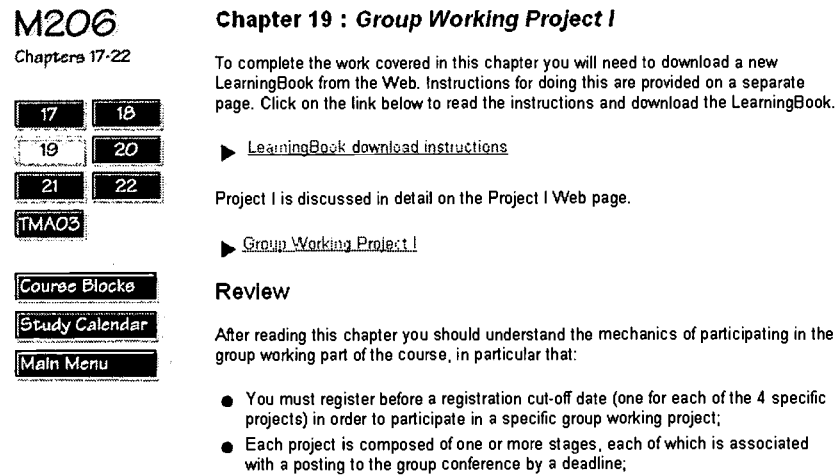 M206
Chapters 17-22
17
18
19
20
21
22
TMA03
Course Blocks
Study Calendar
Main Menu
Chapter 19 : Group Working Project I
To complete the work covered in this chapter you will need to download a new
LearningBook from the Web. Instructions for doing this are provided on a separate
page. Click on the link below to read the instructions and download the LearningBook.
LearningBook download instructions
Project I is discussed in detail on the Project I Web page.
Group Working Project I
Review
After reading this chapter you should understand the mechanics of participating in the
group working part of the course, in particular that:
You must register before a registration cut-off date (one for each of the 4 specific
projects) in order to participate in a specific group working project;
Each project is composed of one or more stages, each of which is associated
with a posting to the group conference by a deadline;